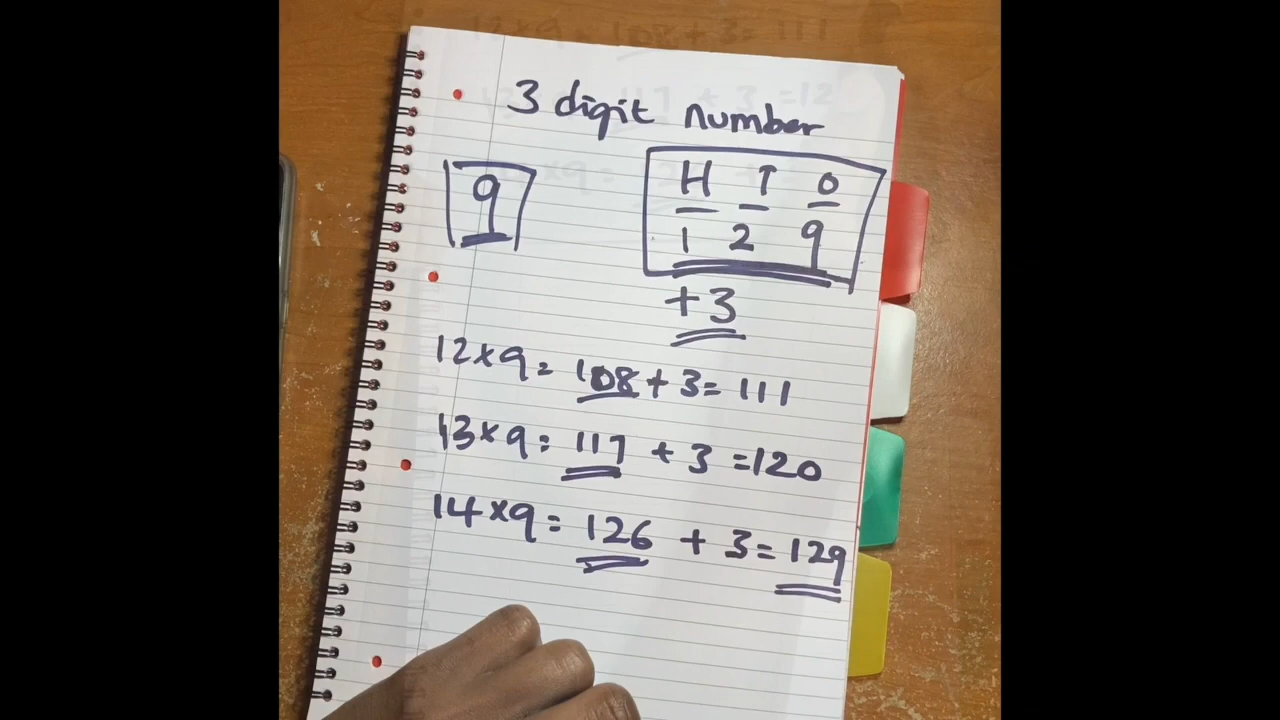 3 digit number
9
H T O
1 2 9
+3
12×9= 108+3= 111
13×9= 117 +3 =120
14×9= 126 +3= 129